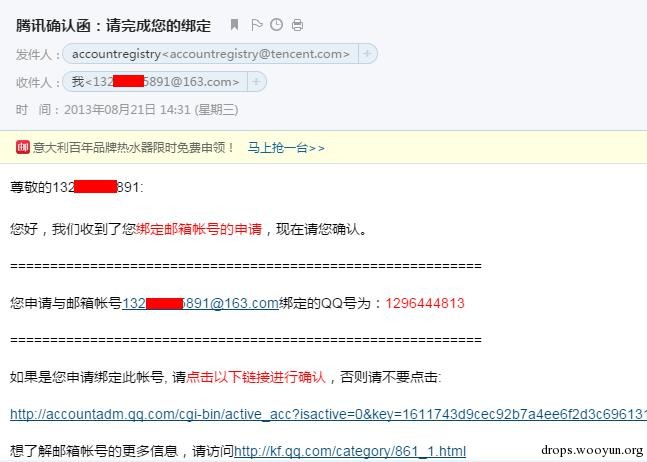 腾讯确认函：请完成您的绑定
发件人：accountregistry<accountregistry@tencent.com> +
收件人：我<132 5891@163.com> +
时 间：2013年08月21日 14:31 (星期三)
意大利百年品牌热水器限时免费申领！ 马上抢一台>>
尊敬的132 891:
您好，我们收到了您绑定邮箱帐号的申请，现在请您确认。
===========================================================
您申请与邮箱帐号132 5891@163.com绑定的QQ号为：1296444813
===========================================================
如果是您申请绑定此帐号, 请点击以下链接进行确认，否则请不要点击:
http://accountadm.qq.com/cgi-bin/active_acc?isactive=0&key=1611743d9cec92b7a4ee6f2d3c696131
想了解邮箱帐号的更多信息，请访问http://kf.qq.com/category/861_1.html
drops.wooyun.org